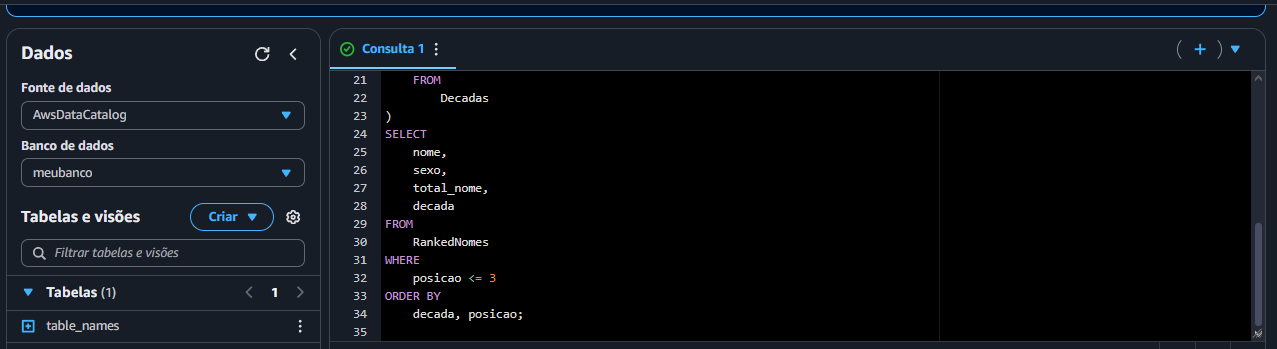 Dados
Fonte de dados
AwsDataCatalog
Banco de dados
meubanco
Tabelas e visões
Criar
Filtrar tabelas e visões
Tabelas (1)
1
table_names
Consulta 1
21 FROM
22 Decadas
23 )
24 SELECT
25 nome,
26 sexo,
27 total_nome,
28 decada
29 FROM
30 RankedNomes
31 WHERE
32 posicao <= 3
33 ORDER BY
34 decada, posicao;
35